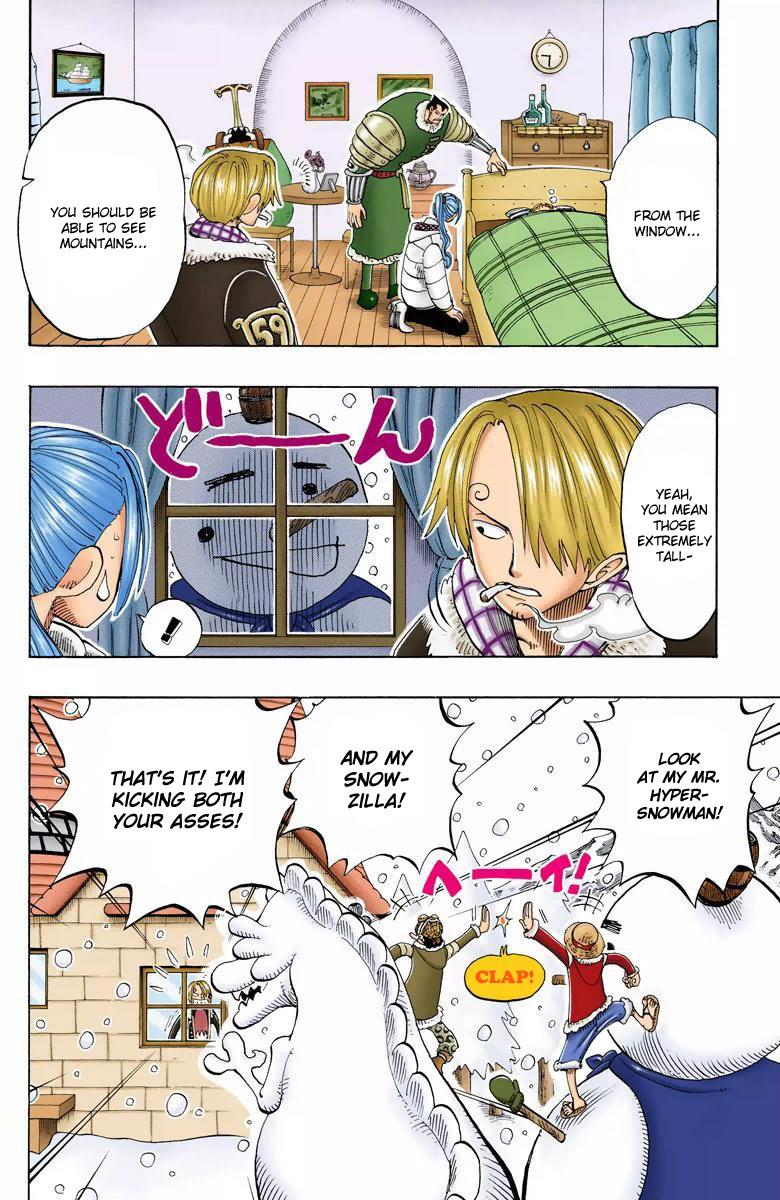 FROM THE
WINDOW...
YOU SHOULD BE
ABLE TO SEE
MOUNTAINS...
59
YEAH,
YOU MEAN
THOSE
EXTREMELY
TALL-
どーーん
!
LOOK
AT MY MR.
HYPER-
SNOWMAN!
AND MY
SNOW-
ZILLA!
THAT'S IT! I'M
KICKING BOTH
YOUR ASSES!
へーイ!
CLAP!